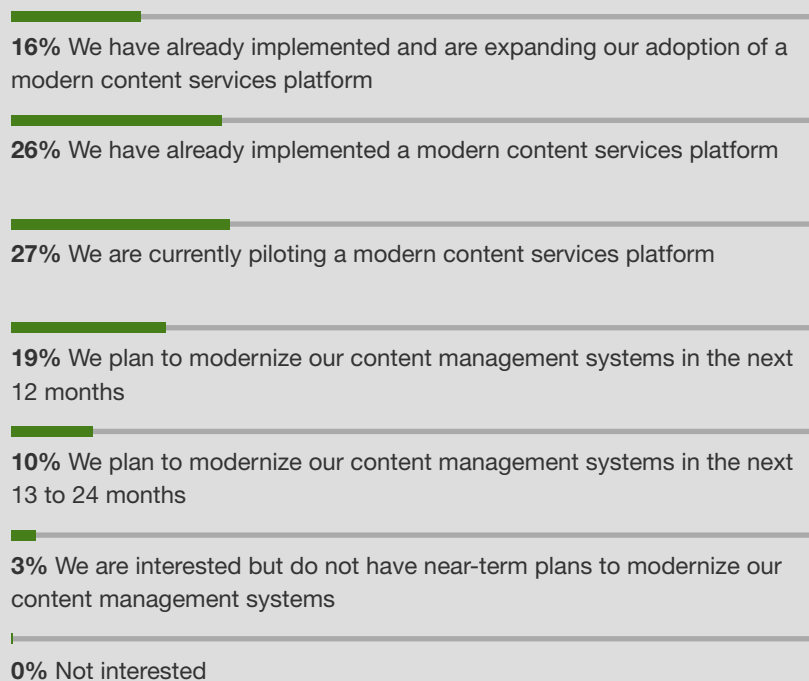 16% We have already implemented and are expanding our adoption of a
modern content services platform
26% We have already implemented a modern content services platform
27% We are currently piloting a modern content services platform
19% We plan to modernize our content management systems in the next
12 months
10% We plan to modernize our content management systems in the next
13 to 24 months
3% We are interested but do not have near-term plans to modernize our
content management systems
0% Not interested